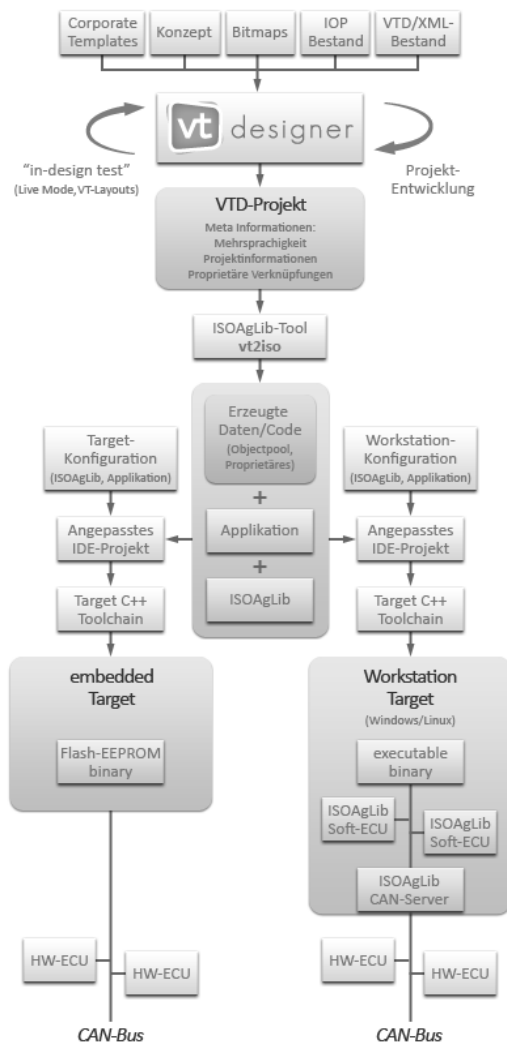 Corporate
Templates
Konzept
Bitmaps
IOP
Bestand
VTD/XML-
Bestand
vt designer
"in-design test"
(Live Mode, VT-Layouts)
Projekt-
Entwicklung
VTD-Projekt
Meta Informationen:
Mehrsprachigkeit
Projektinformationen
Proprietäre Verknüpfungen
ISOAgLib-Tool
vt2iso
Erzeugte
Daten/Code
(Objectpool,
Proprietäres)
+
Applikation
+
ISOAgLib
Target-
Konfiguration
(ISOAgLib, Applikation)
Angepasstes
IDE-Projekt
Target C++
Toolchain
Workstation-
Konfiguration
(ISOAgLib, Applikation)
Angepasstes
IDE-Projekt
Target C++
Toolchain
embedded
Target
Flash-EEPROM
binary
HW-ECU
HW-ECU
CAN-Bus
Workstation
Target
(Windows/Linux)
executable
binary
ISOAgLib
Soft-ECU
ISOAgLib
Soft-ECU
ISOAgLib
CAN-Server
HW-ECU
HW-ECU
CAN-Bus